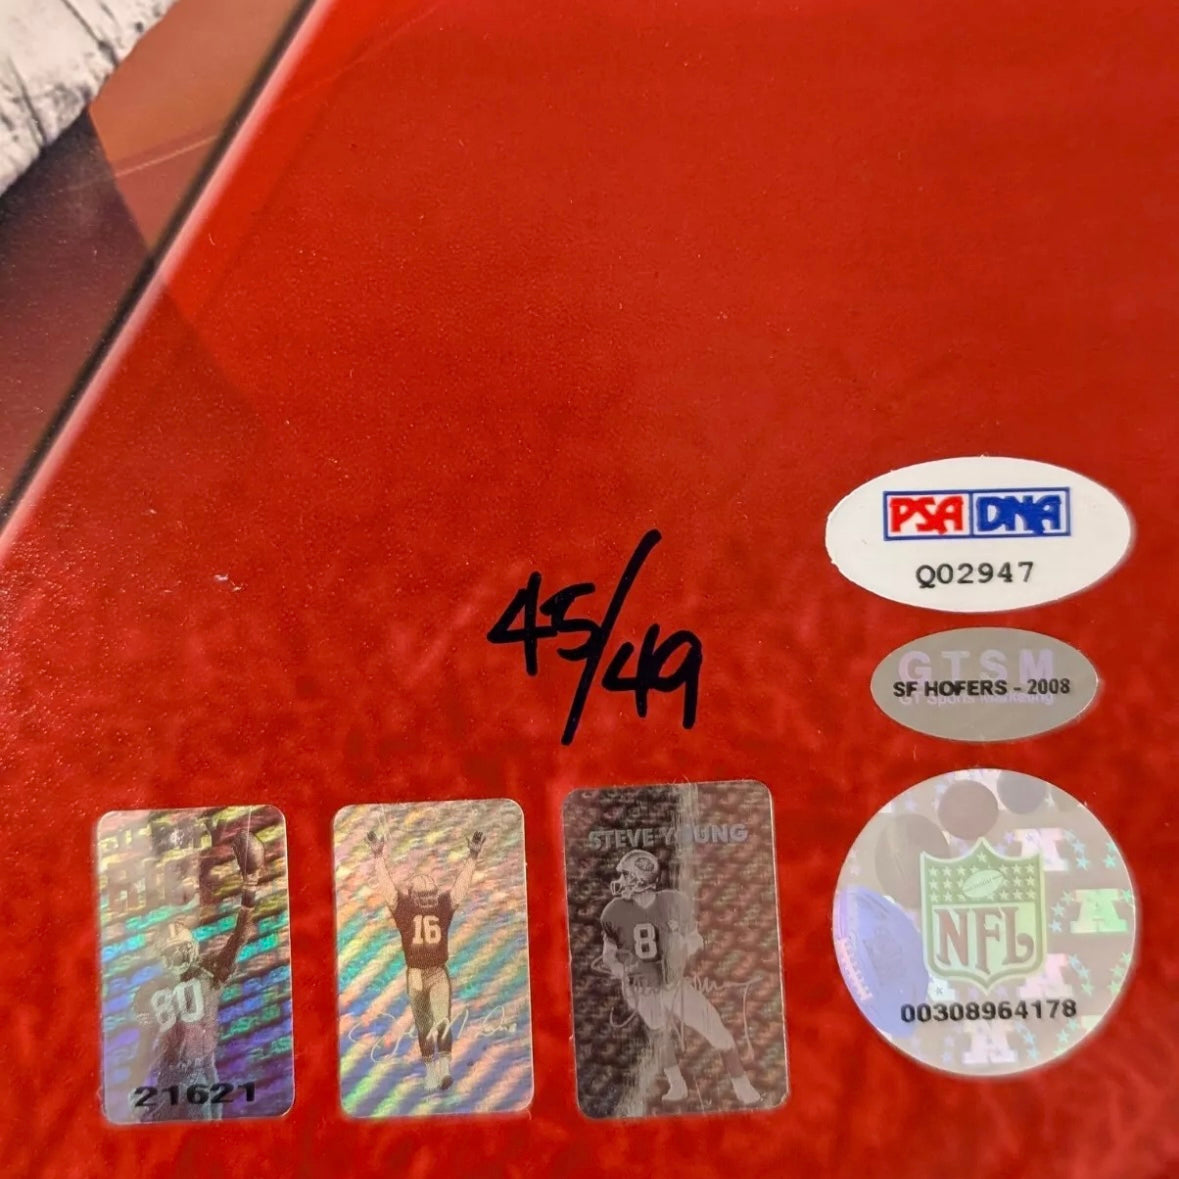 PSA DNA
Q02947
45/49
GTSM
SF HOFERS - 2008
GT Sports Marketing
STEVE YOUNG
8
16
80
21621
NFL
00308964178